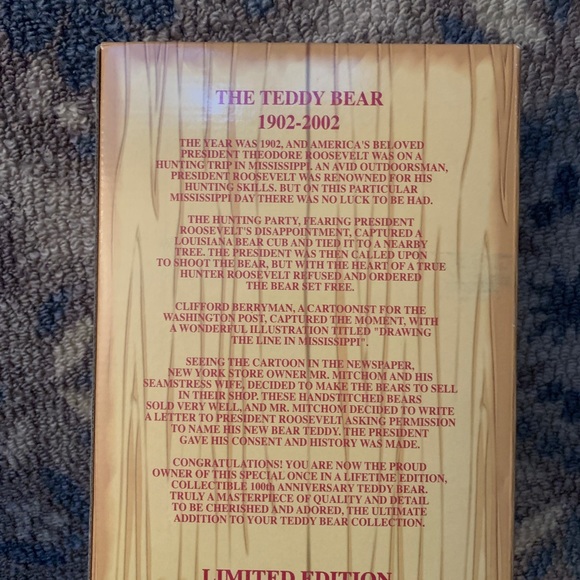 THE TEDDY BEAR
1902-2002
THE YEAR WAS 1902, AND AMERICA'S BELOVED
PRESIDENT THEODORE ROOSEVELT WAS ON A
HUNTING TRIP IN MISSISSIPPI. AN AVID OUTDOORSMAN,
PRESIDENT ROOSEVELT WAS RENOWNED FOR HIS
HUNTING SKILLS. BUT ON THIS PARTICULAR
MISSISSIPPI DAY THERE WAS NO LUCK TO BE HAD.
THE HUNTING PARTY, FEARING PRESIDENT
ROOSEVELT'S DISAPPOINTMENT, CAPTURED A
LOUISIANA BEAR CUB AND TIED IT TO A NEARBY
TREE. THE PRESIDENT WAS THEN CALLED UPON
TO SHOOT THE BEAR, BUT WITH THE HEART OF A TRUE
HUNTER ROOSEVELT REFUSED AND ORDERED
THE BEAR SET FREE.
CLIFFORD BERRYMAN, A CARTOONIST FOR THE
WASHINGTON POST, CAPTURED THE MOMENT, WITH
A WONDERFUL ILLUSTRATION TITLED "DRAWING
THE LINE IN MISSISSIPPI".
SEEING THE CARTOON IN THE NEWSPAPER,
NEW YORK STORE OWNER MR. MITCHOM AND HIS
SEAMSTRESS WIFE, DECIDED TO MAKE THE BEARS TO SELL
IN THEIR SHOP. THESE HANDSTITCHED BEARS
SOLD VERY WELL, AND MR. MITCHOM DECIDED TO WRITE
A LETTER TO PRESIDENT ROOSEVELT ASKING PERMISSION
TO NAME HIS NEW BEAR TEDDY. THE PRESIDENT
GAVE HIS CONSENT AND HISTORY WAS MADE.
CONGRATULATIONS! YOU ARE NOW THE PROUD
OWNER OF THIS SPECIAL ONCE IN A LIFETIME EDITION,
COLLECTIBLE 100th ANNIVERSARY TEDDY BEAR.
TRULY A MASTERPIECE OF QUALITY AND DETAIL
TO BE CHERISHED AND ADORED, THE ULTIMATE
ADDITION TO YOUR TEDDY BEAR COLLECTION.
LIMITED EDITION